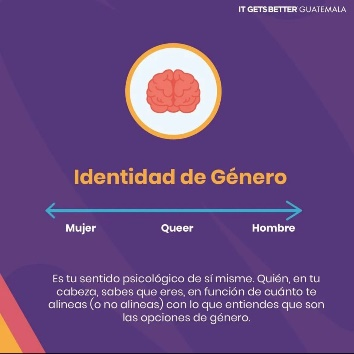 IT GETS BETTER GUATEMALA
Identidad de Género
Mujer Queer Hombre
Es tu sentido psicológico de sí misme. Quién, en tu
cabeza, sabes que eres, en función de cuánto te
alineas (o no alineas) con lo que entiendes que son
las opciones de género.